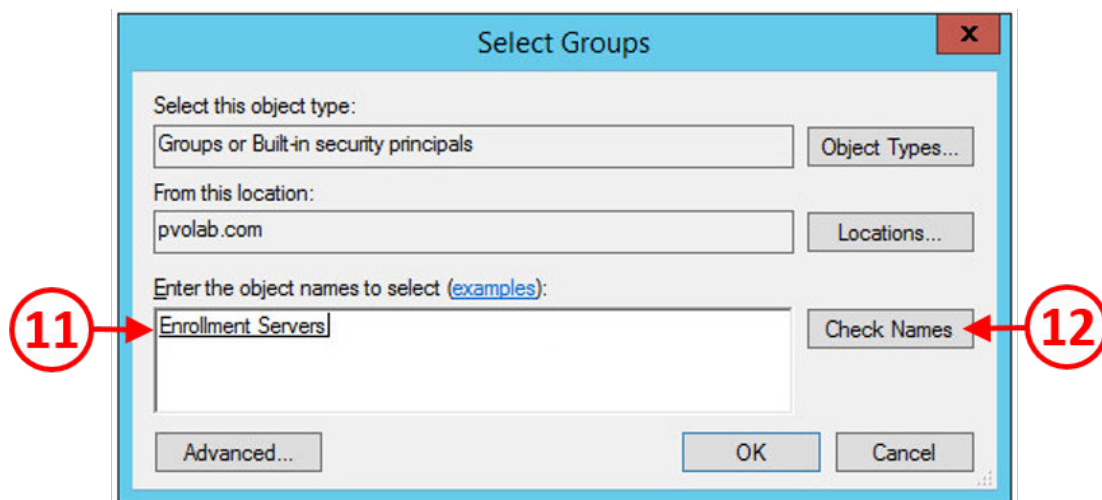 Select Groups
x
Select this object type:
Groups or Built-in security principals
Object Types...
From this location:
pvolab.com
Locations...
Enter the object names to select (examples):
11
Enrollment Servers
Check Names
12
Advanced...
OK
Cancel